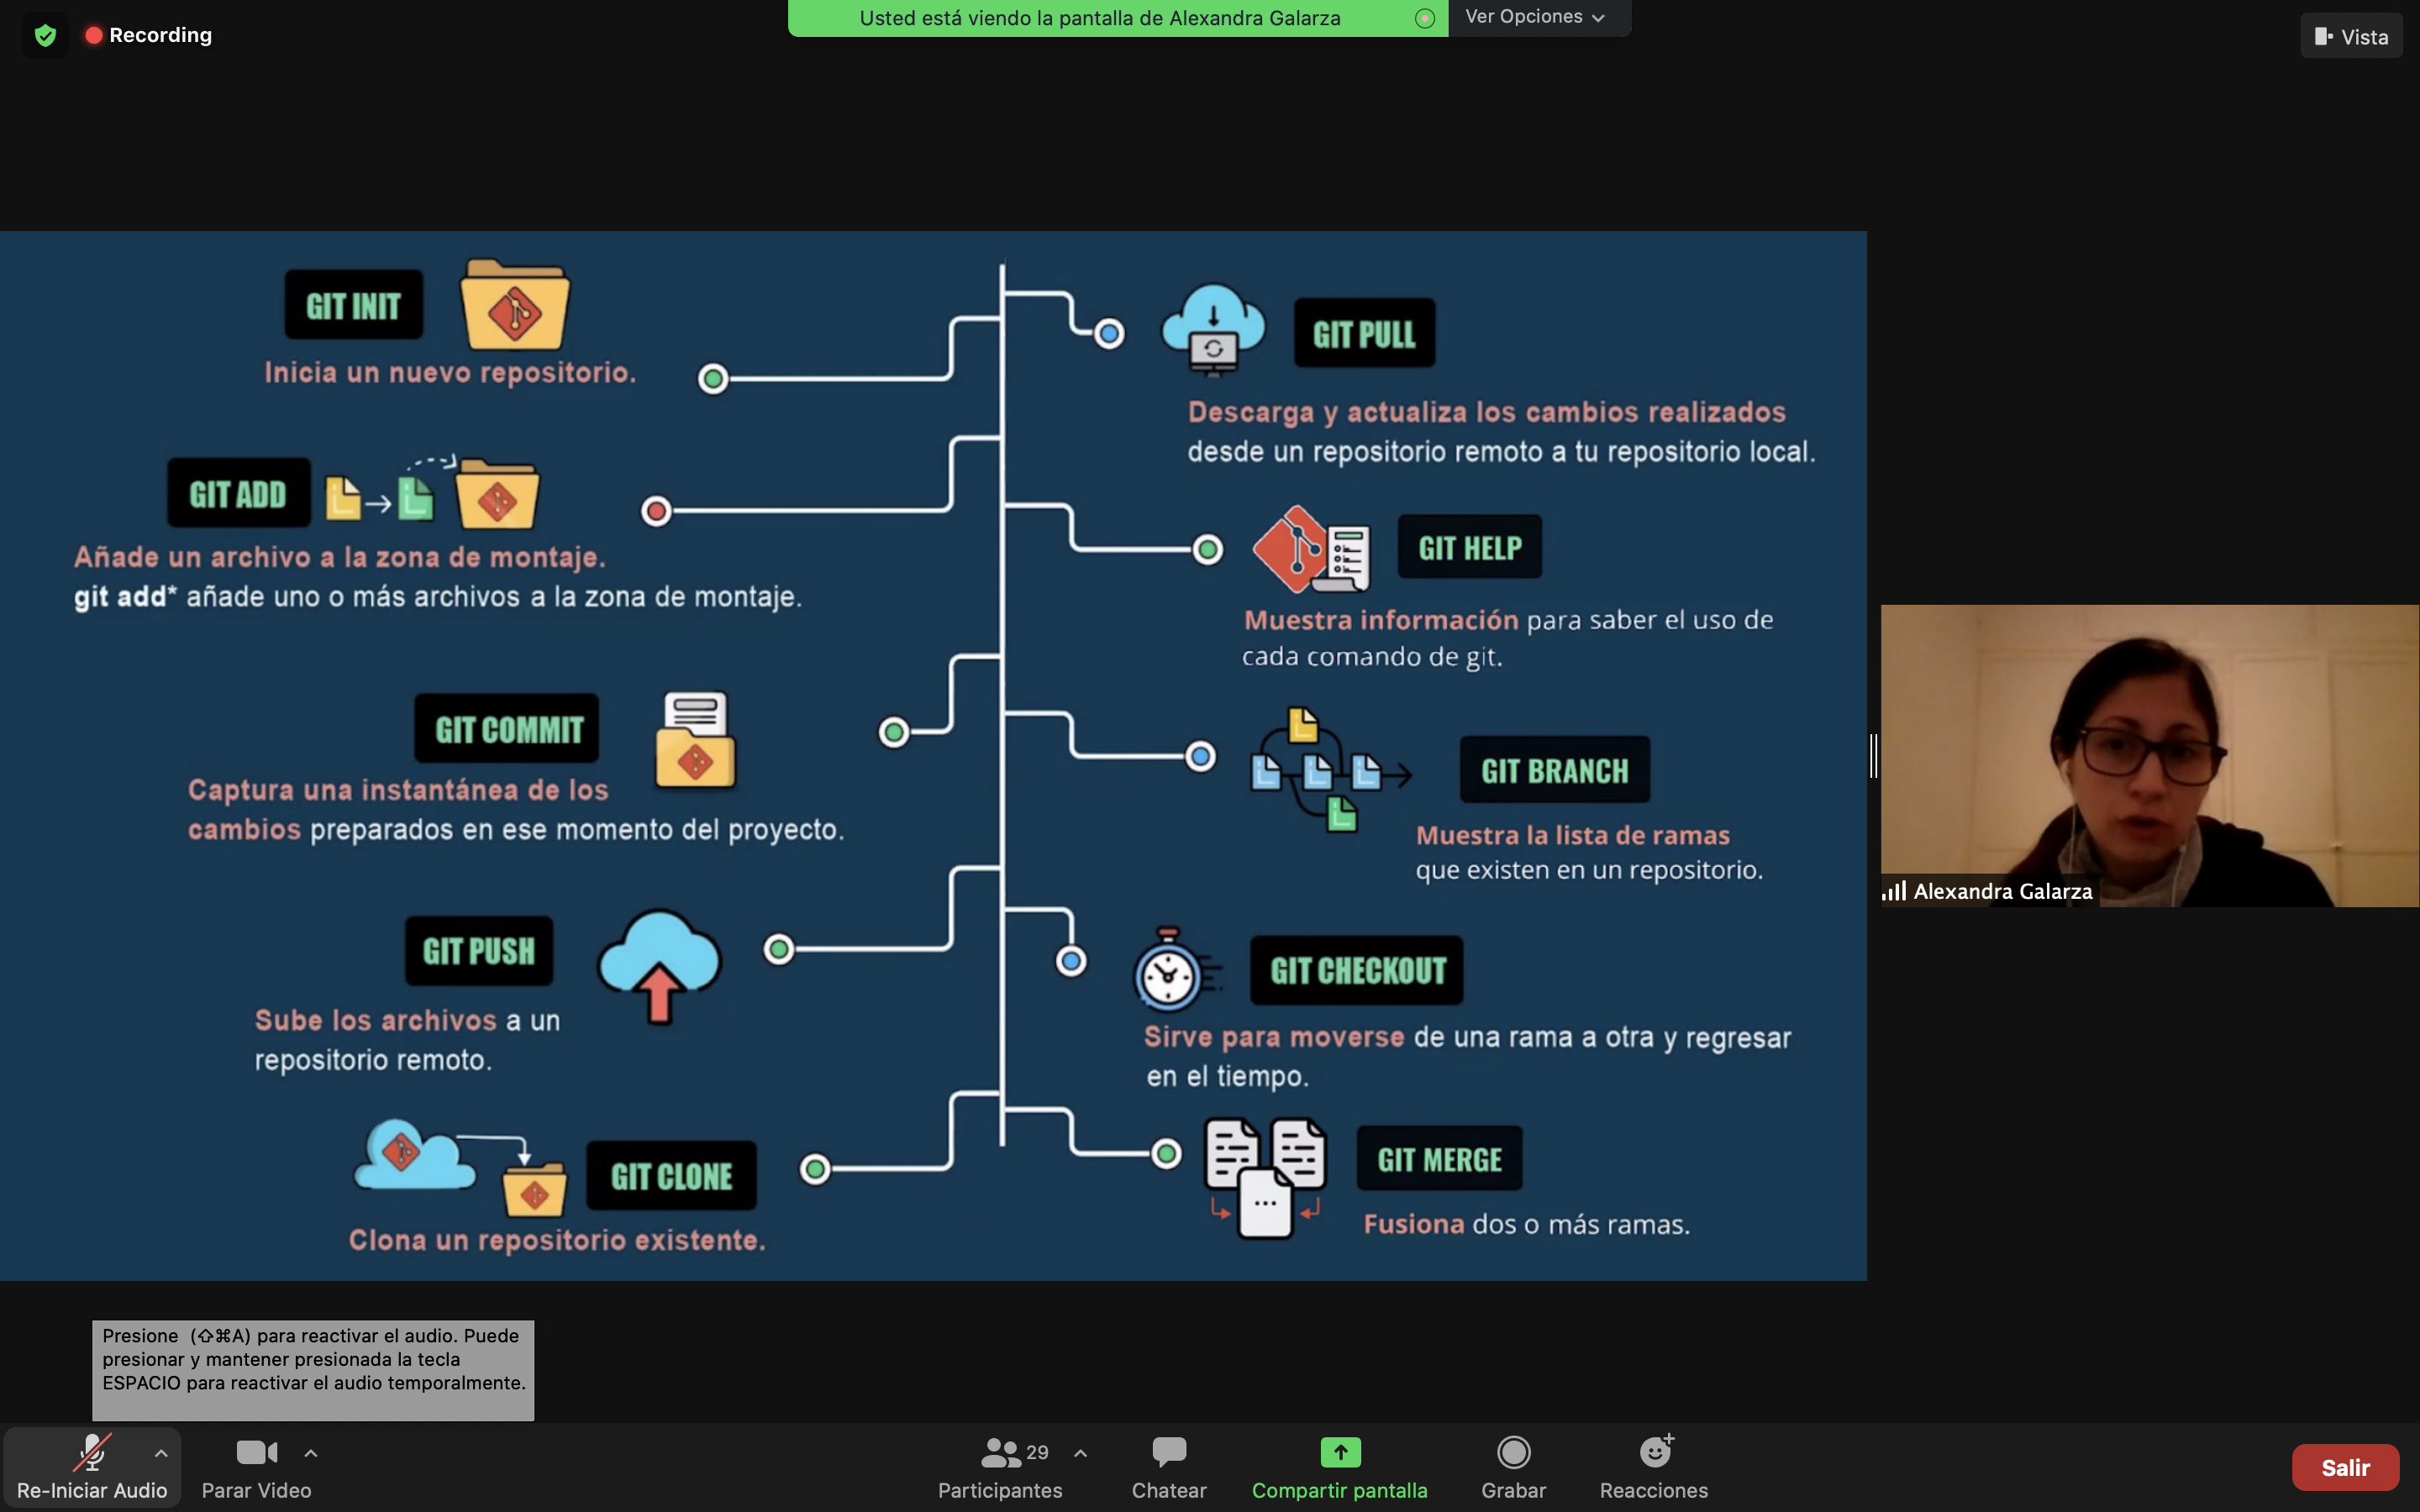 Recording
Usted está viendo la pantalla de Alexandra Galarza
Ver Opciones
Vista
GIT INIT
Inicia un nuevo repositorio.
GIT ADD
Añade un archivo a la zona de montaje.
git add* añade uno o más archivos a la zona de montaje.
GIT COMMIT
Captura una instantánea de los
cambios preparados en ese momento del proyecto.
GIT PUSH
Sube los archivos a un
repositorio remoto.
GIT CLONE
Clona un repositorio existente.
GIT PULL
Descarga y actualiza los cambios realizados
desde un repositorio remoto a tu repositorio local.
GIT HELP
Muestra información para saber el uso de
cada comando de git.
GIT BRANCH
Muestra la lista de ramas
que existen en un repositorio.
GIT CHECKOUT
Sirve para moverse de una rama a otra y regresar
en el tiempo.
GIT MERGE
Fusiona dos o más ramas.
Alexandra Galarza
Presione (⇧⌘A) para reactivar el audio. Puede
presionar y mantener presionada la tecla
ESPACIO para reactivar el audio temporalmente.
Re-Iniciar Audio
Parar Video
29
Participantes
Chatear
Compartir pantalla
Grabar
Reacciones
Salir